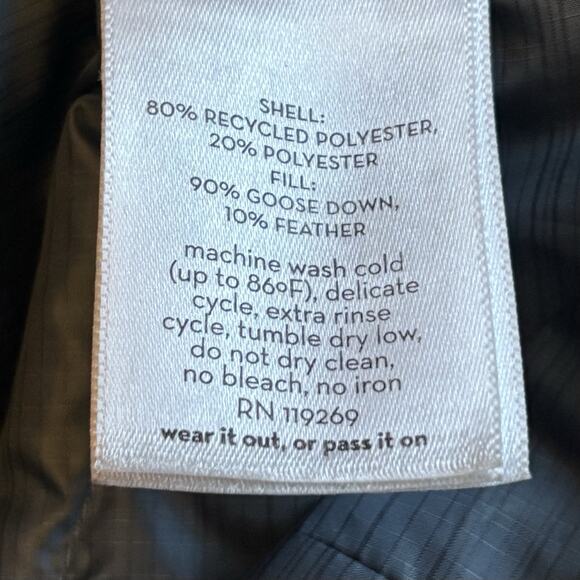 SHELL:
80% RECYCLED POLYESTER,
20% POLYESTER
FILL:
90% GOOSE DOWN,
10% FEATHER
machine wash cold
(up to 86ºF), delicate
cycle, extra rinse
cycle, tumble dry low,
do not dry clean,
no bleach, no iron
RN 119269
wear it out, or pass it on